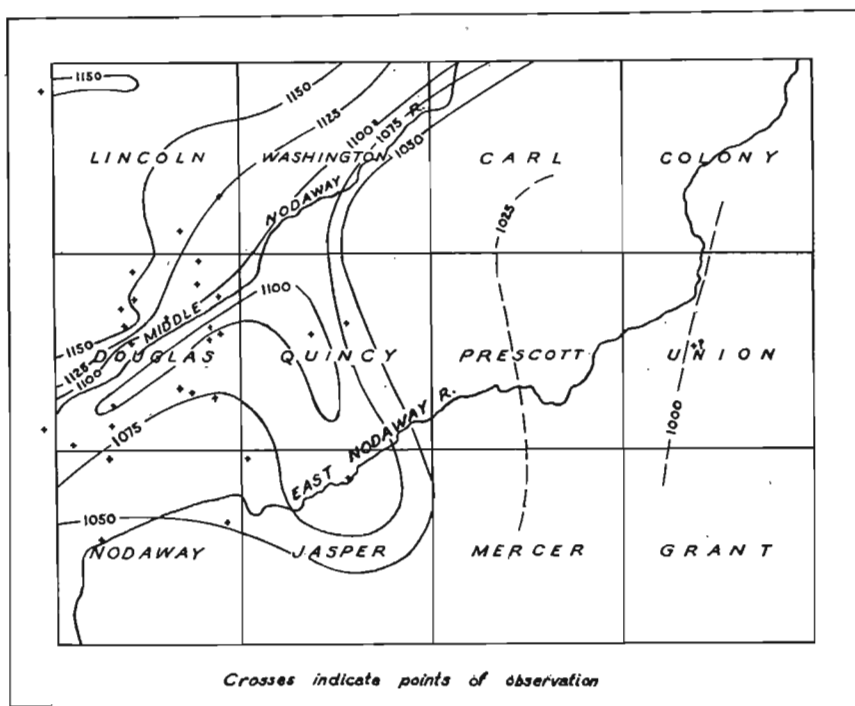 1150
1150
1125
1100
1075
R.
1050
LINCOLN
WASHINGTON
CARL
COLONY
NODAWAY
1025
1100
MIDDLE
1150
1125
1100
DOUGLAS
QUINCY
PRESCOTT
UNION
1000
1075
EAST NODAWAY R.
1050
NODAWAY
JASPER
MERCER
GRANT
Crosses indicate points of observation